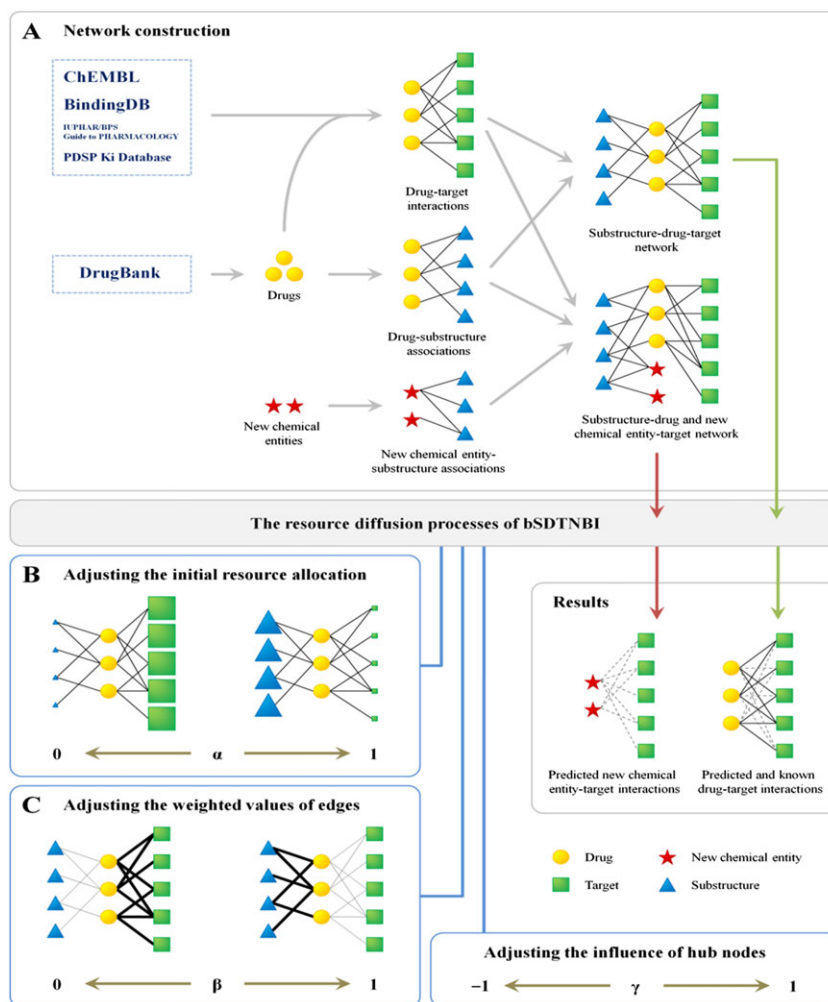 A Network construction
ChEMBL
BindingDB
IUPHAR/BPS
Guide to PHARMACOLOGY
PDSP Ki Database
Drug-target
interactions
Substructure-drug-target
network
DrugBank
Drugs
Drug-substructure
associations
New chemical
entities
New chemical entity-
substructure associations
Substructure-drug and new
chemical entity-target network
The resource diffusion processes of bSDTNBI
B Adjusting the initial resource allocation
0 α 1
C Adjusting the weighted values of edges
0 β 1
Results
Predicted new chemical
entity-target interactions
Predicted and known
drug-target interactions
Drug
New chemical entity
Target
Substructure
Adjusting the influence of hub nodes
−1 γ 1